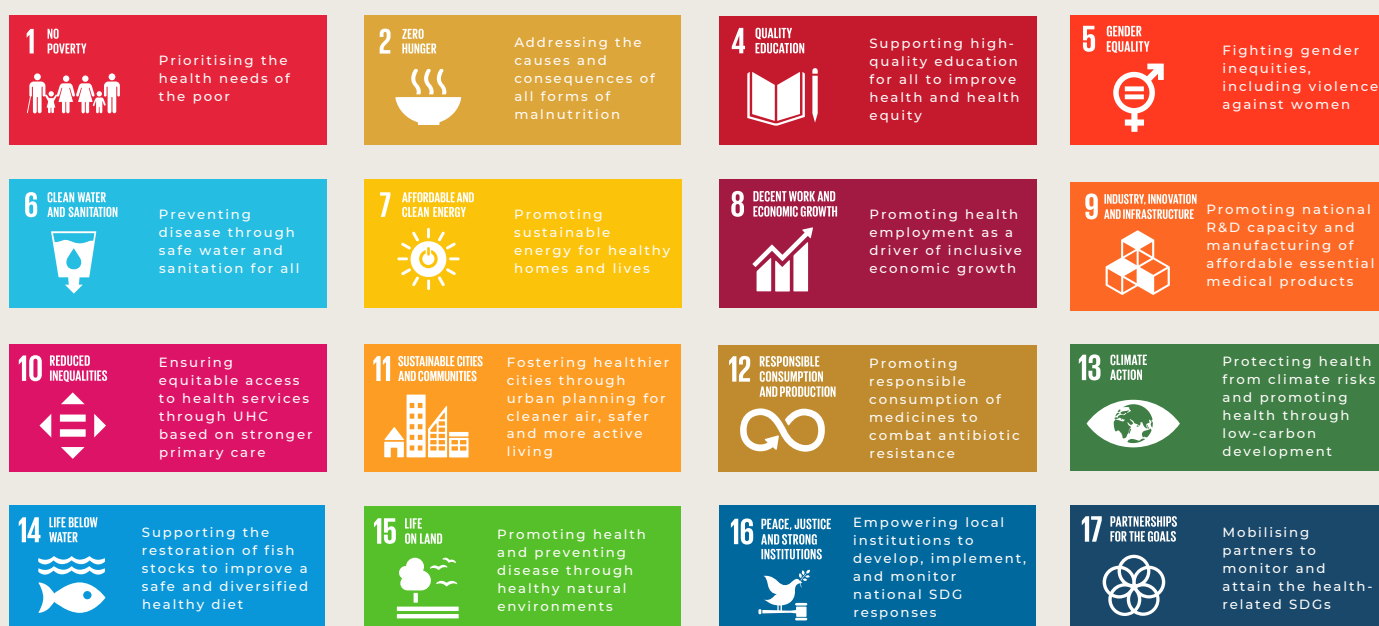 1 NO
POVERTY
Prioritising the
health needs of
the poor
2 ZERO
HUNGER
Addressing the
causes and
consequences of
all forms of
malnutrition
4 QUALITY
EDUCATION
Supporting high-
quality education
for all to improve
health and health
equity
5 GENDER
EQUALITY
Fighting gender
inequities,
including violence
against women
6 CLEAN WATER
AND SANITATION
Preventing
disease through
safe water and
sanitation for all
7 AFFORDABLE AND
CLEAN ENERGY
Promoting
sustainable
energy for healthy
homes and lives
8 DECENT WORK AND
ECONOMIC GROWTH
Promoting health
employment as a
driver of inclusive
economic growth
9 INDUSTRY, INNOVATION
AND INFRASTRUCTURE
Promoting national
R&D capacity and
manufacturing of
affordable essential
medical products
10 REDUCED
INEQUALITIES
Ensuring
equitable access
to health services
through UHC
based on stronger
primary care
11 SUSTAINABLE CITIES
AND COMMUNITIES
Fostering healthier
cities through
urban planning for
cleaner air, safer
and more active
living
12 RESPONSIBLE
CONSUMPTION
AND PRODUCTION
Promoting
responsible
consumption of
medicines to
combat antibiotic
resistance
13 CLIMATE
ACTION
Protecting health
from climate risks
and promoting
health through
low-carbon
development
14 LIFE BELOW
WATER
Supporting the
restoration of fish
stocks to improve a
safe and diversified
healthy diet
15 LIFE
ON LAND
Promoting health
and preventing
disease through
healthy natural
environments
16 PEACE, JUSTICE
AND STRONG
INSTITUTIONS
Empowering local
institutions to
develop, implement,
and monitor
national SDG
responses
17 PARTNERSHIPS
FOR THE GOALS
Mobilising
partners to
monitor and
attain the health-
related SDGs